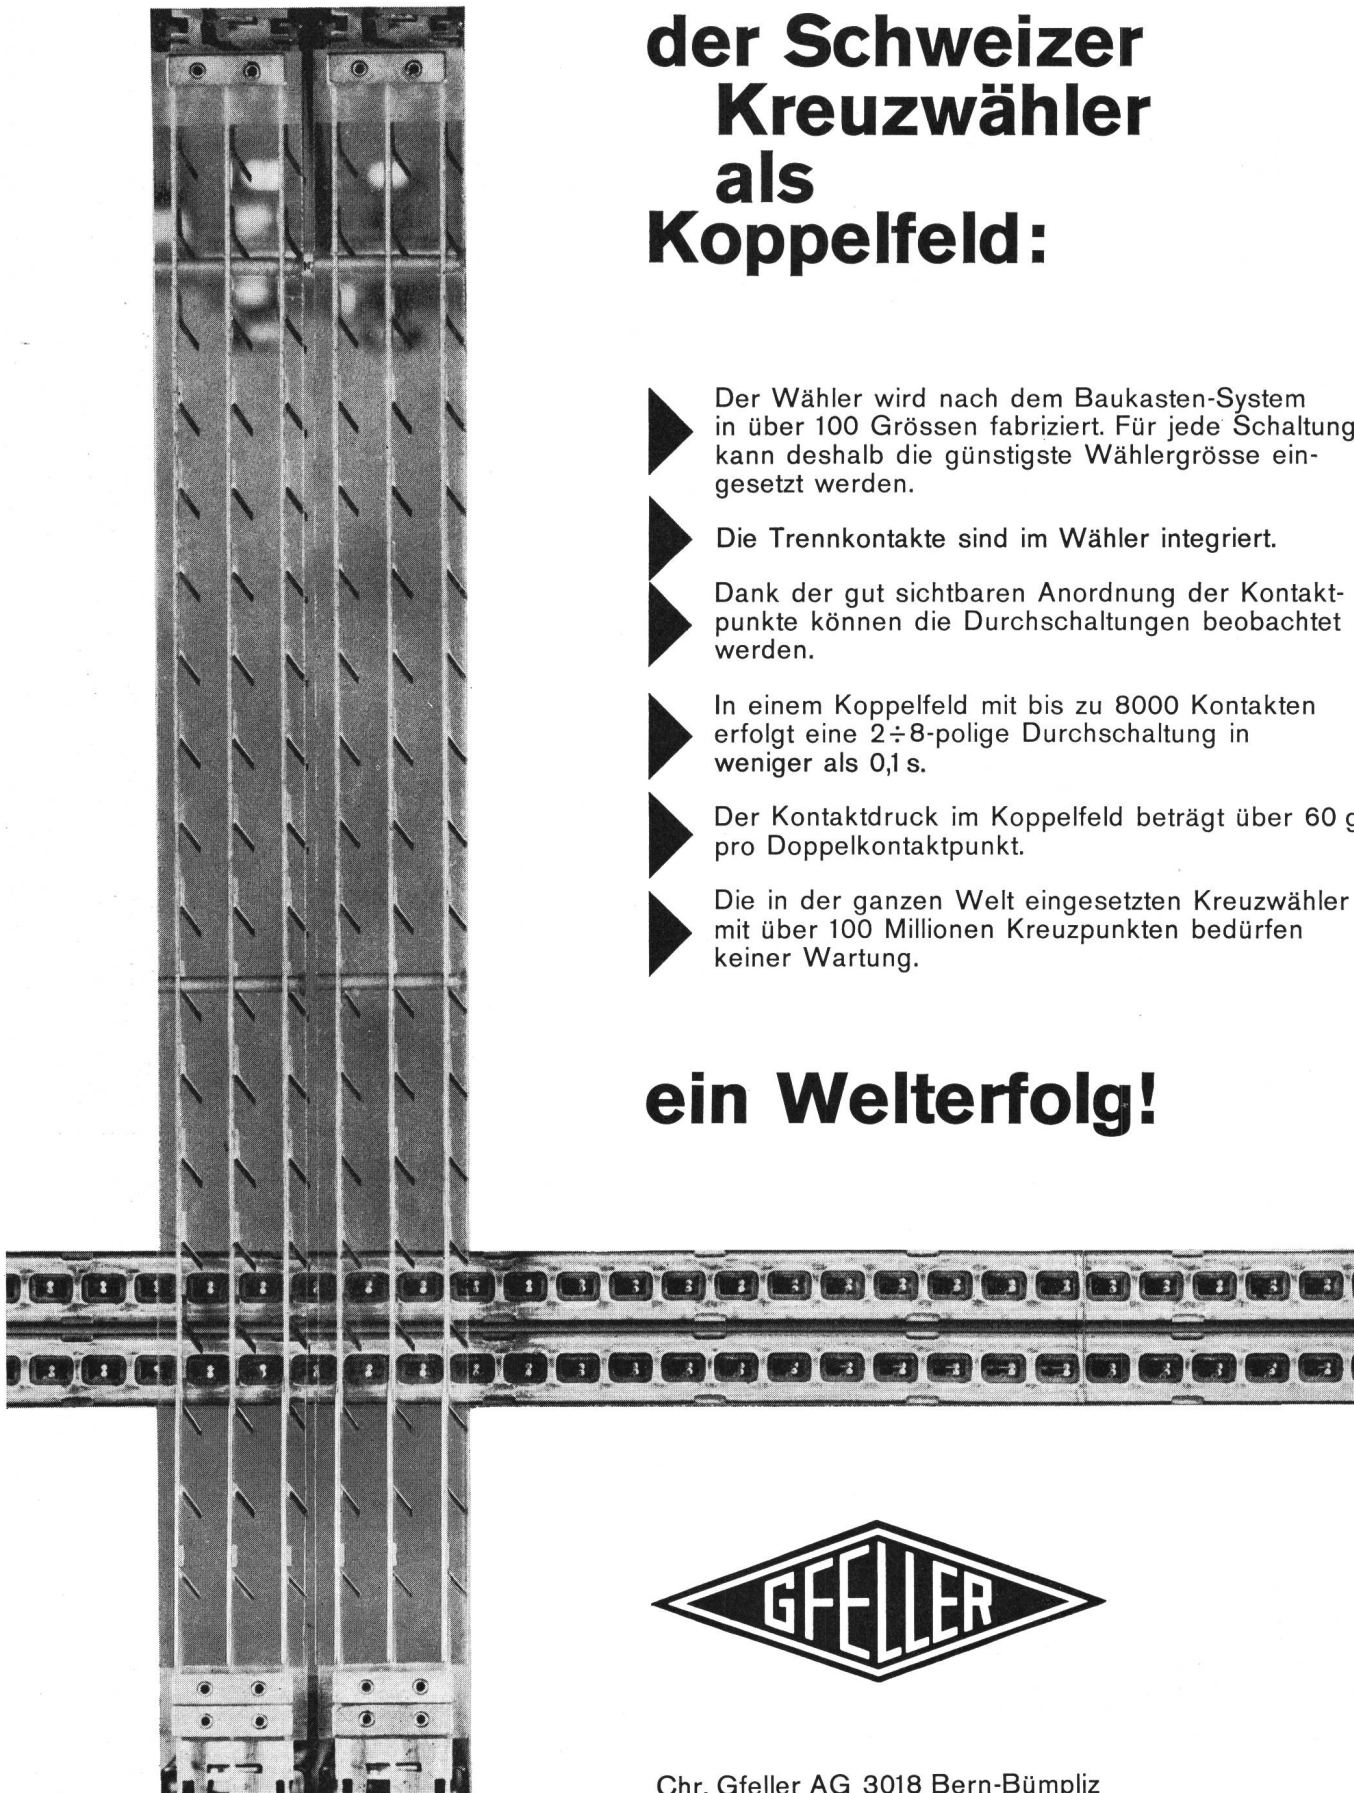 der Schweizer
Kreuzwähler
als
Koppelfeld:
Der Wähler wird nach dem Baukasten-System
in über 100 Grössen fabriziert. Für jede Schaltung
kann deshalb die günstigste Wählergrösse ein-
gesetzt werden.
Die Trennkontakte sind im Wähler integriert.
Dank der gut sichtbaren Anordnung der Kontakt-
punkte können die Durchschaltungen beobachtet
werden.
In einem Koppelfeld mit bis zu 8000 Kontakten
erfolgt eine 2÷8-polige Durchschaltung in
weniger als 0,1 s.
Der Kontaktdruck im Koppelfeld beträgt über 60 g
pro Doppelkontaktpunkt.
Die in der ganzen Welt eingesetzten Kreuzwähler
mit über 100 Millionen Kreuzpunkten bedürfen
keiner Wartung.
ein Welterfolg!
GFELLER
Chr. Gfeller AG 3018 Bern-Bümpliz